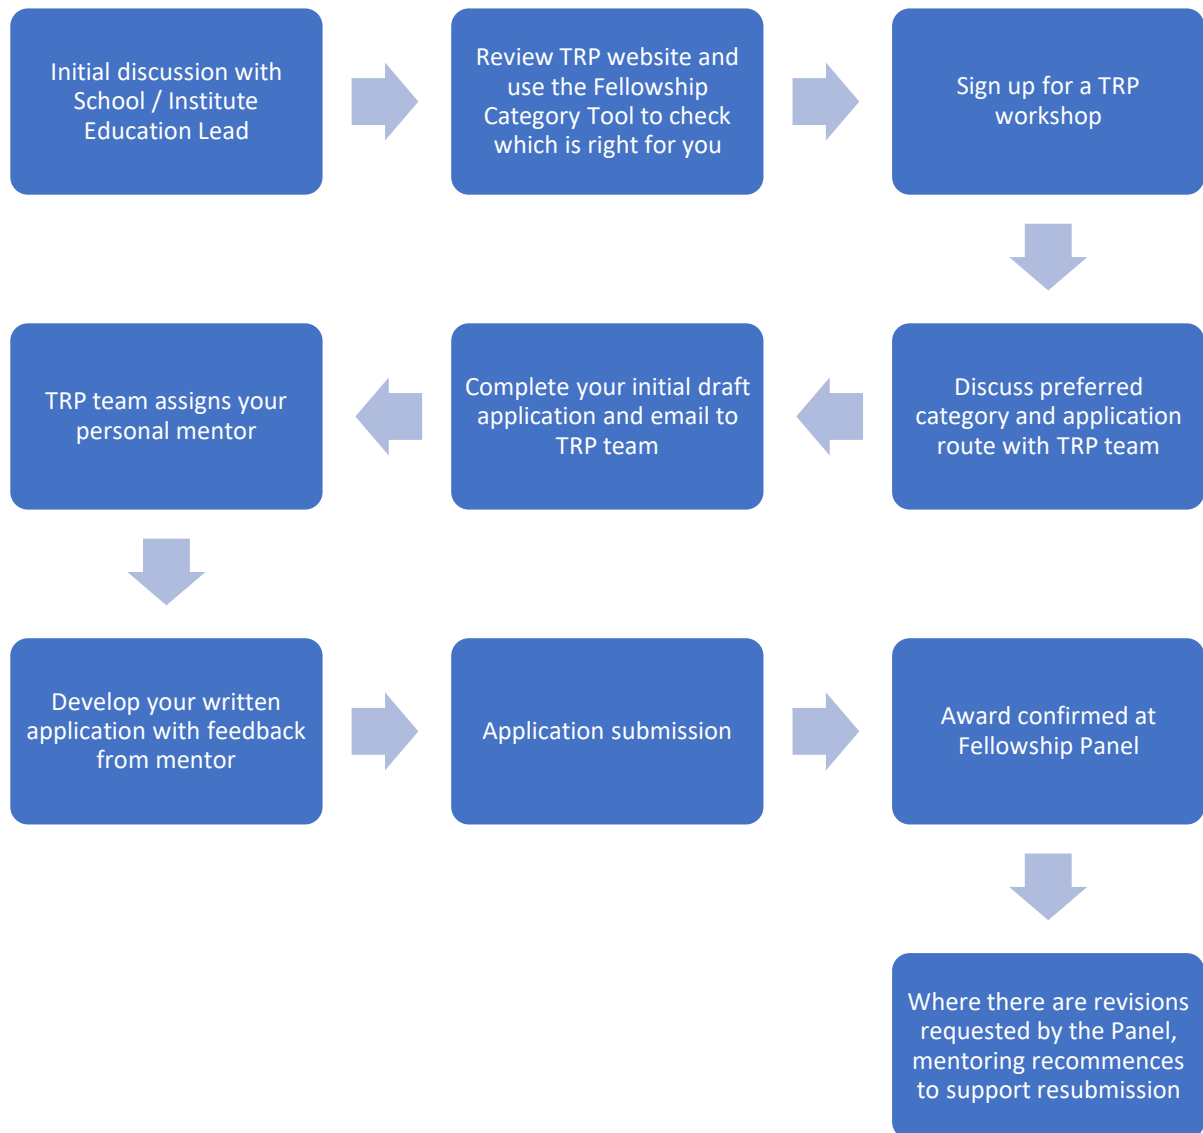 Initial discussion with
School / Institute
Education Lead
Review TRP website and
use the Fellowship
Category Tool to check
which is right for you
Sign up for a TRP
workshop
Discuss preferred
category and application
route with TRP team
Complete your initial draft
application and email to
TRP team
TRP team assigns your
personal mentor
Develop your written
application with feedback
from mentor
Application submission
Award confirmed at
Fellowship Panel
Where there are revisions
requested by the Panel,
mentoring recommences
to support resubmission